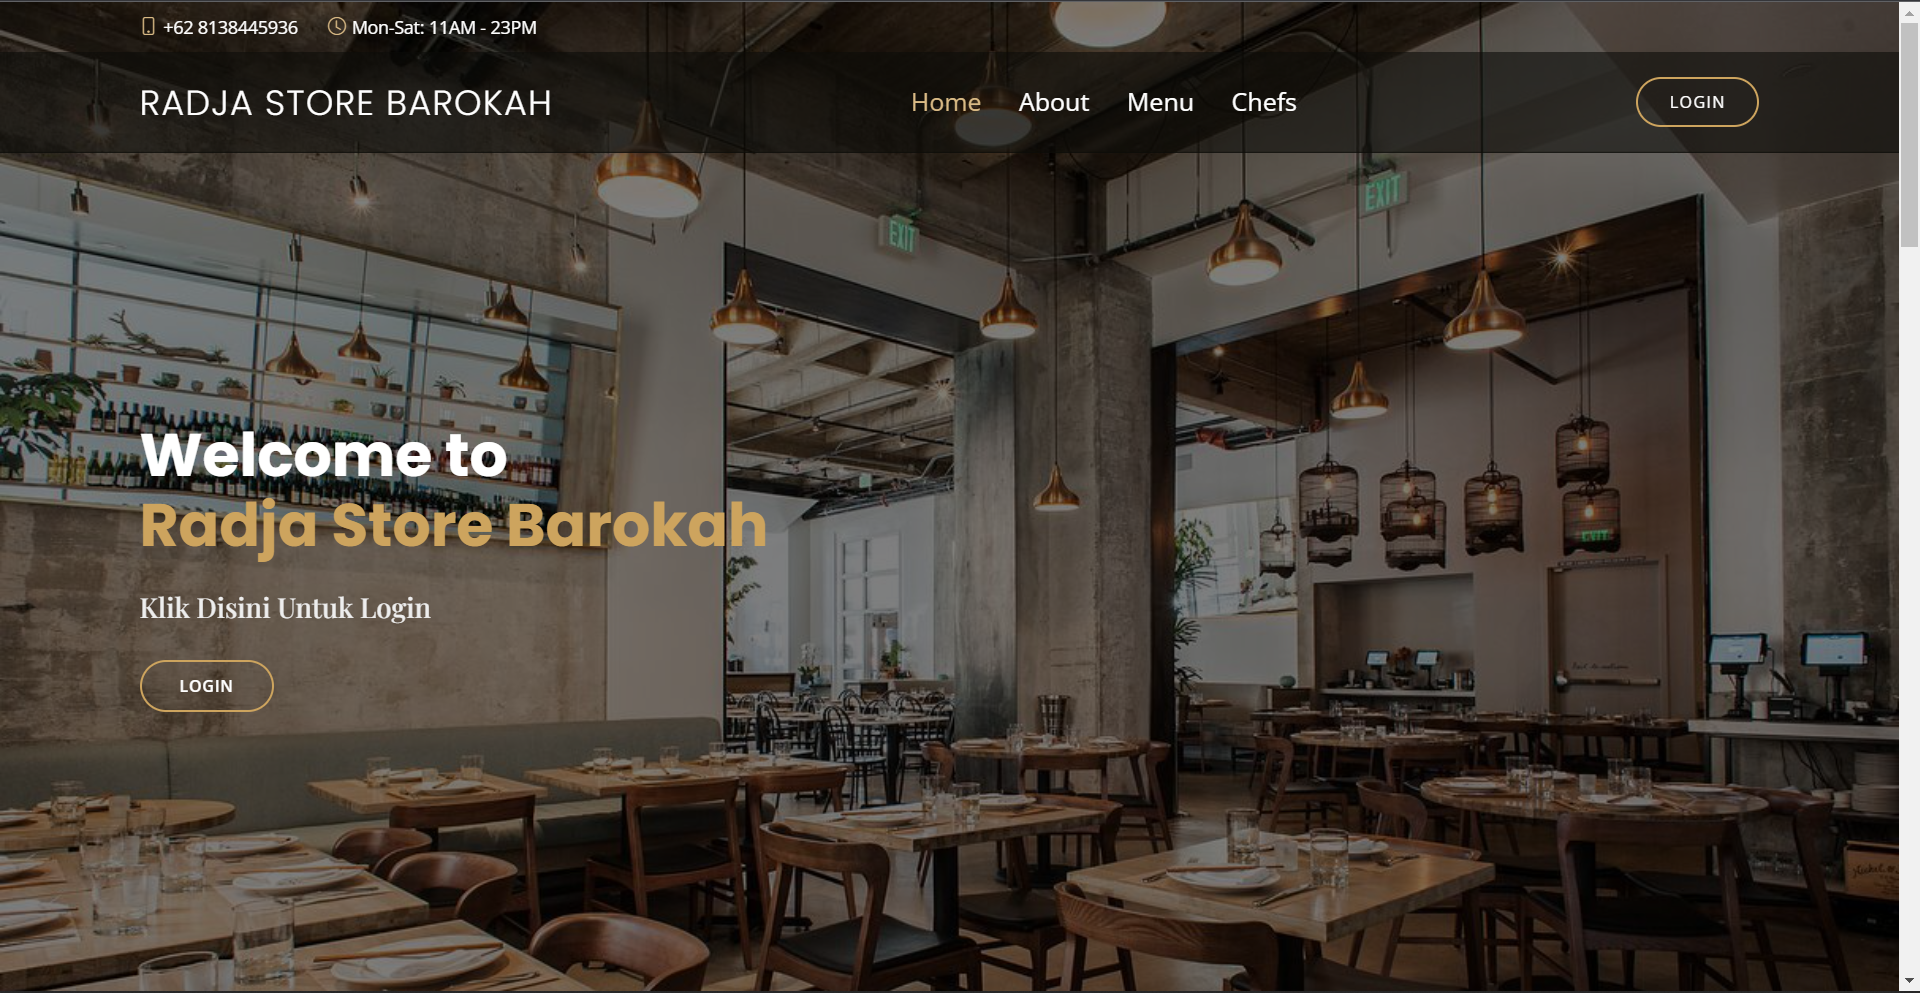 +62 8138445936 Mon-Sat: 11AM - 23PM
RADJA STORE BAROKAH Home About Menu Chefs LOGIN
EXIT
EXIT
Welcome to
Radja Store Barokah
EXIT
Klik Disini Untuk Login
LOGIN